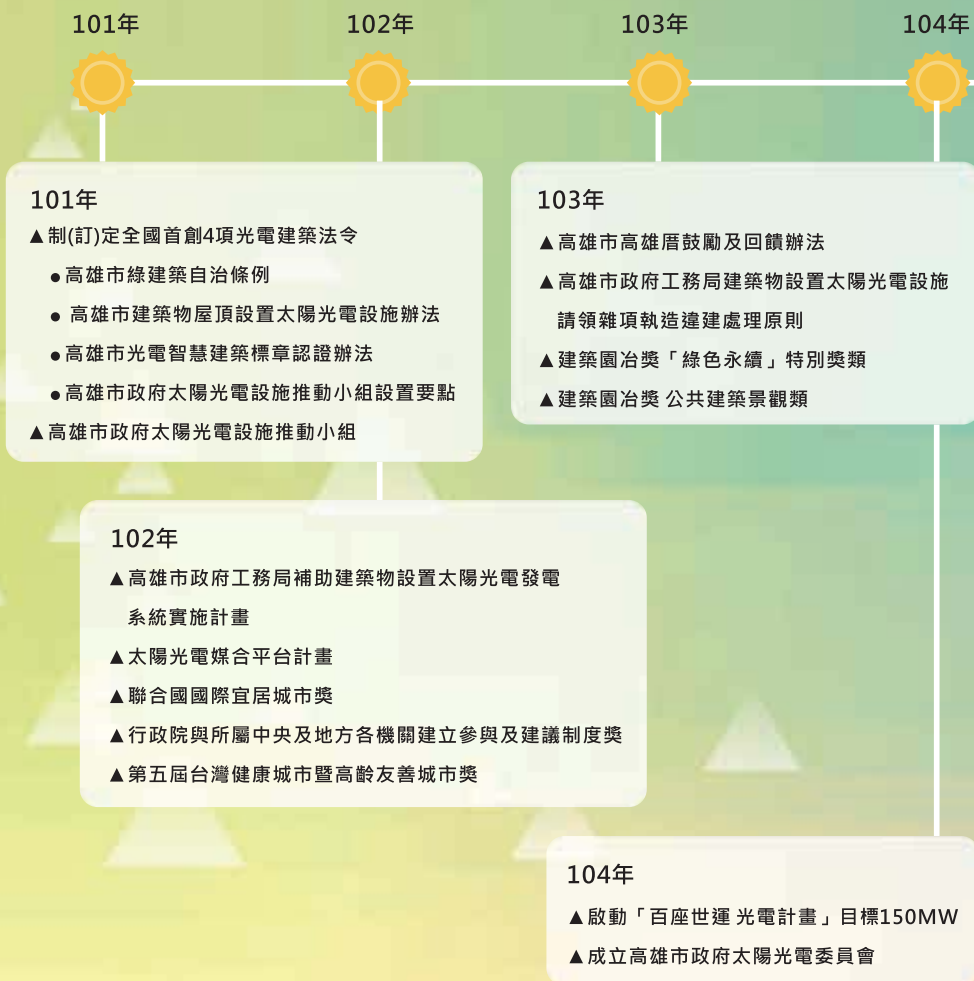 101年
102年
103年
104年
101年
▲制(訂)定全國首創4項光電建築法令
●高雄市綠建築自治條例
● 高雄市建築物屋頂設置太陽光電設施辦法
●高雄市光電智慧建築標章認證辦法
●高雄市政府太陽光電設施推動小組設置要點
▲高雄市政府太陽光電設施推動小組
103年
▲高雄市高雄厝鼓勵及回饋辦法
▲高雄市政府工務局建築物設置太陽光電設施
請領雜項執造違建處理原則
▲建築園冶獎「綠色永續」特別獎類
▲建築園冶獎 公共建築景觀類
102年
▲高雄市政府工務局補助建築物設置太陽光電發電
系統實施計畫
▲太陽光電媒合平台計畫
▲聯合國國際宜居城市獎
▲行政院與所屬中央及地方各機關建立參與及建議制度獎
▲第五屆台灣健康城市暨高齡友善城市獎
104年
▲啟動「百座世運 光電計畫」目標150MW
▲成立高雄市政府太陽光電委員會